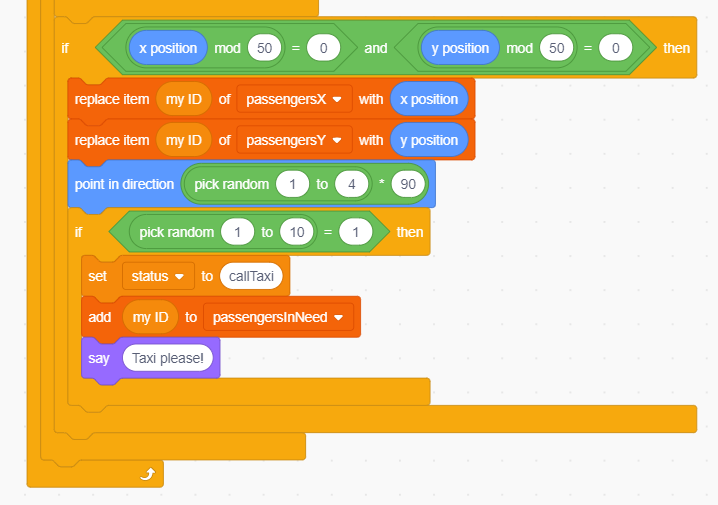 if x position mod 50 = 0 and y position mod 50 = 0 then
replace item my ID of passengersX with x position
replace item my ID of passengersY with y position
point in direction pick random 1 to 4 * 90
if pick random 1 to 10 = 1 then
set status to callTaxi
add my ID to passengersInNeed
say Taxi please!